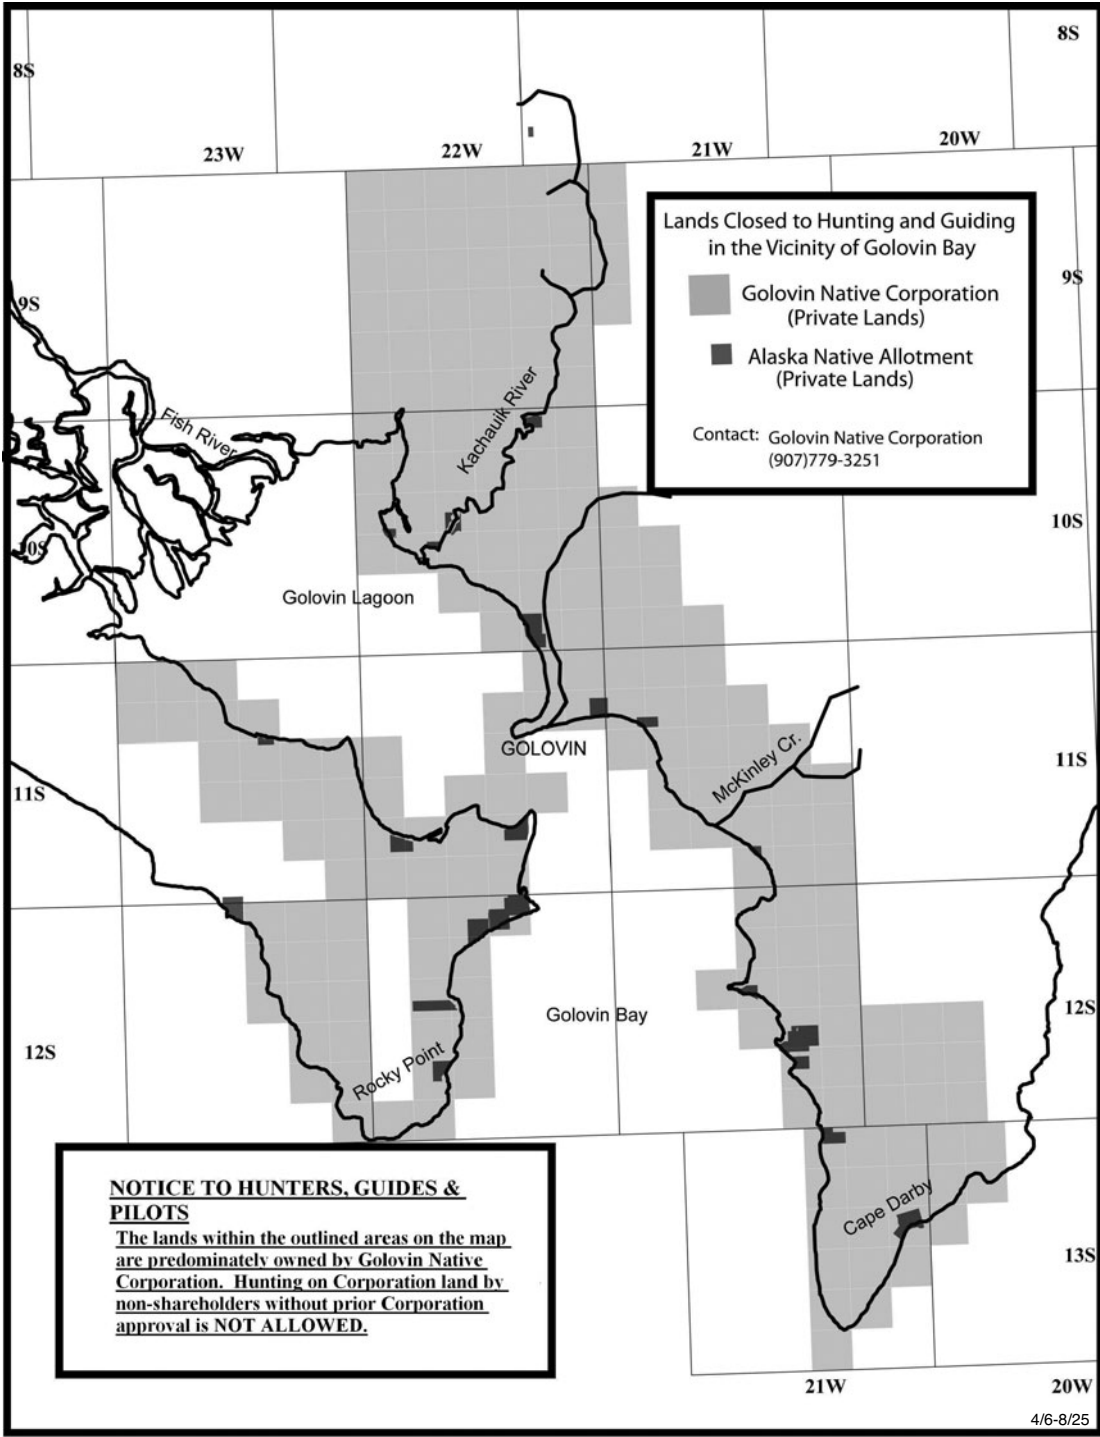 8S
8S
23W
22W
21W
20W
Lands Closed to Hunting and Guiding
in the Vicinity of Golovin Bay
Golovin Native Corporation
(Private Lands)
Alaska Native Allotment
(Private Lands)
Contact: Golovin Native Corporation
(907)779-3251
9S
9S
Fish River
Kachauik River
10S
10S
Golovin Lagoon
GOLOVIN
McKinley Cr.
11S
11S
Golovin Bay
12S
12S
Rocky Point
Cape Darby
13S
NOTICE TO HUNTERS, GUIDES &
PILOTS
The lands within the outlined areas on the map
are predominately owned by Golovin Native
Corporation. Hunting on Corporation land by
non-shareholders without prior Corporation
approval is NOT ALLOWED.
21W
20W
4/6-8/25